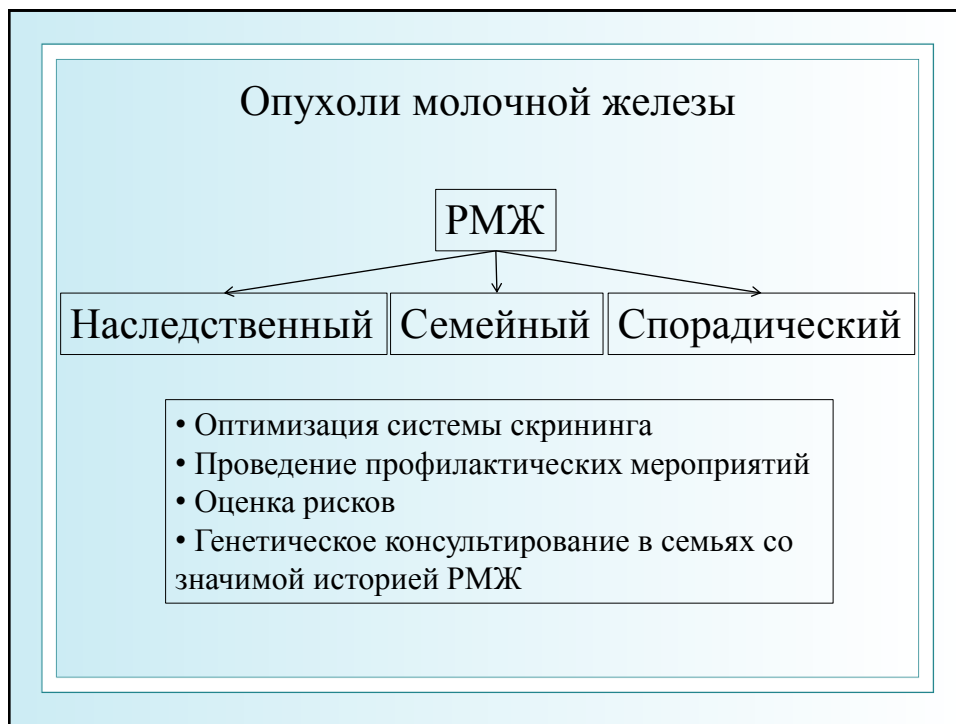 Опухоли молочной железы
РМЖ
Наследственный
Семейный
Спорадический
• Оптимизация системы скрининга
• Проведение профилактических мероприятий
• Оценка рисков
• Генетическое консультирование в семьях со
значимой историей РМЖ